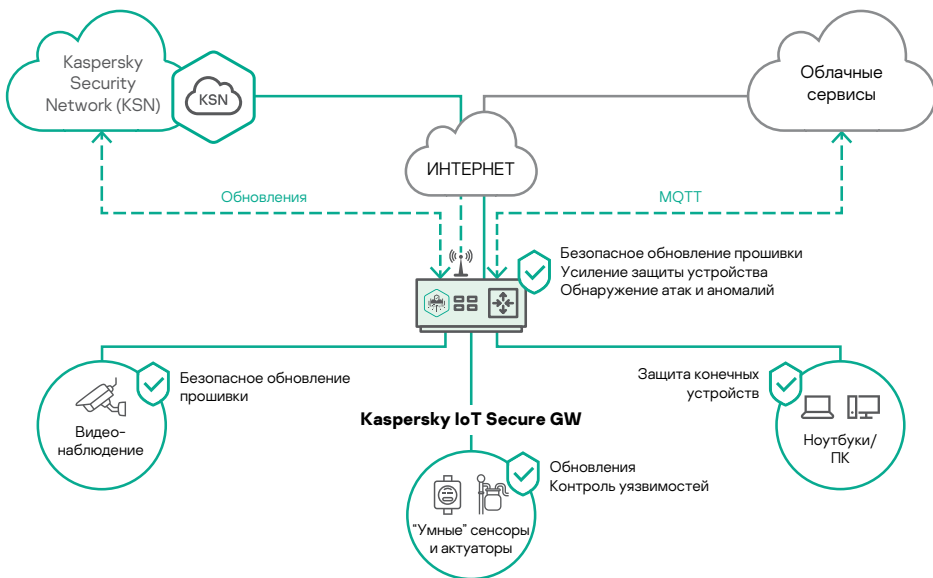 Kaspersky
Security
Network (KSN)
KSN
Облачные
сервисы
ИНТЕРНЕТ
Обновления
MQTT
Безопасное обновление прошивки
Усиление защиты устройства
Обнаружение атак и аномалий
Безопасное обновление
прошивки
Видео-
наблюдение
Защита конечных
устройств
Ноутбуки/
ПК
Kaspersky IoT Secure GW
Обновления
Контроль уязвимостей
"Умные" сенсоры
и актуаторы